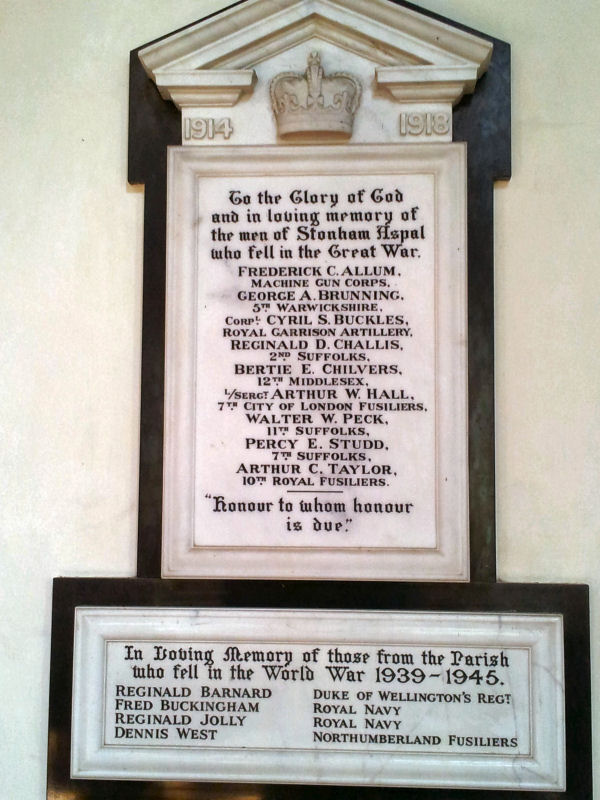 1914 1918
To the Glory of God
and in loving memory of
the men of Stonham Aspal
who fell in the Great War.
FREDERICK C. ALLUM,
MACHINE GUN CORPS,
GEORGE A. BRUNNING,
5TH WARWICKSHIRE,
CORPL. CYRIL S. BUCKLES,
ROYAL GARRISON ARTILLERY,
REGINALD D. CHALLIS,
2ND SUFFOLKS,
BERTIE E. CHILVERS,
12TH MIDDLESEX,
L/SERGT ARTHUR W. HALL,
7TH CITY OF LONDON FUSILIERS,
WALTER W. PECK,
11TH SUFFOLKS,
PERCY E. STUDD,
7TH SUFFOLKS,
ARTHUR C. TAYLOR,
10TH ROYAL FUSILIERS.
"Honour to whom honour
is due."
In Loving Memory of those from the Parish
who fell in the World War 1939-1945.
REGINALD BARNARD DUKE OF WELLINGTON'S REGT
FRED BUCKINGHAM ROYAL NAVY
REGINALD JOLLY ROYAL NAVY
DENNIS WEST NORTHUMBERLAND FUSILIERS